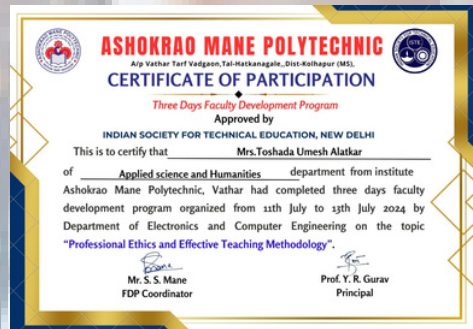 ASHOKRAO MANE POLYTECHNIC
A/p Vathar Tarf Vadgaon,Tal-Hatkanagale,,Dist-Kolhapur (MS),
CERTIFICATE OF PARTICIPATION
Three Days Faculty Development Program
Approved by
INDIAN SOCIETY FOR TECHNICAL EDUCATION, NEW DELHI
This is to certify that Mrs.Toshada Umesh Alatkar
of Applied science and Humanities department from institute
Ashokrao Mane Polytechnic, Vathar had completed three days faculty
development program organized from 11th July to 13th July 2024 by
Department of Electronics and Computer Engineering on the topic
“Professional Ethics and Effective Teaching Methodology”.
Mr. S. S. Mane
FDP Coordinator
Prof. Y. R. Gurav
Principal